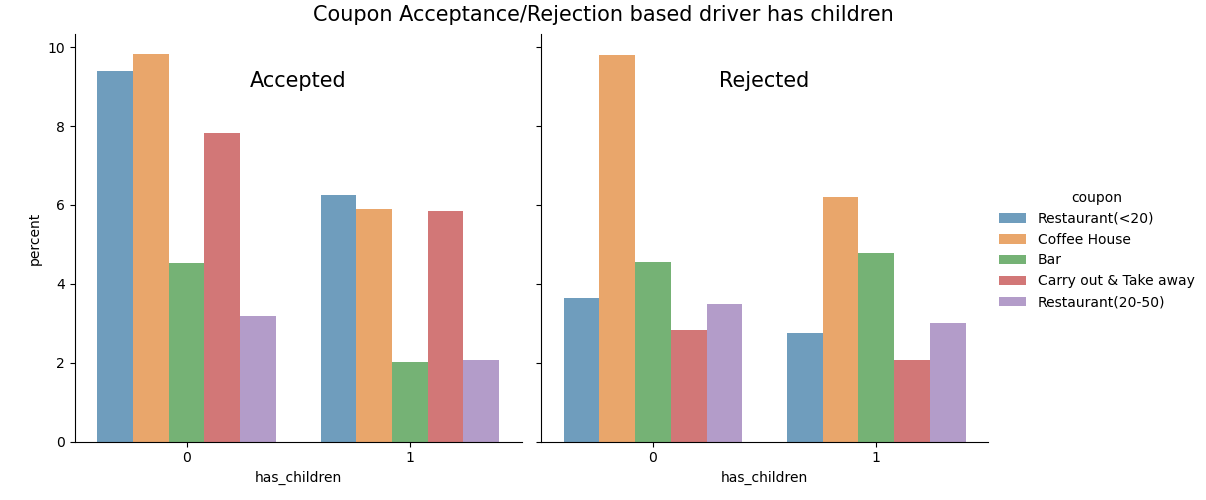 Coupon Acceptance/Rejection based driver has children
Accepted
Rejected
percent
10
8
6
4
2
0
0
1
has_children
0
1
has_children
coupon
Restaurant(<20)
Coffee House
Bar
Carry out & Take away
Restaurant(20-50)